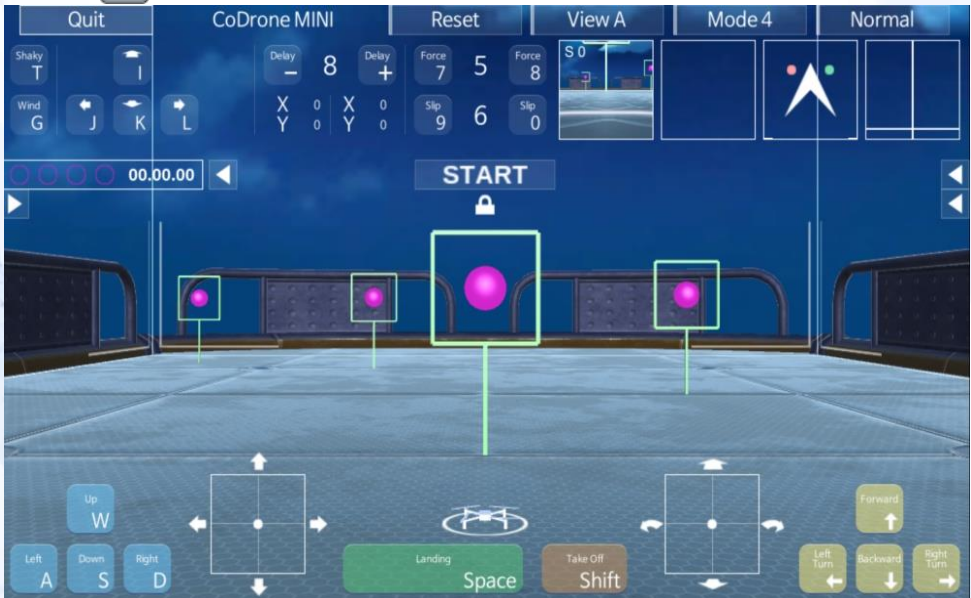 Quit CoDrone MINI Reset View A Mode 4 Normal
Shaky
T
I
Delay
-
8
Delay
+
Force
7
5
Force
8
S 0
Wind
G
J
K
L
X 0 X 0
Y 0 Y 0
Slip
9
6
Slip
0
00.00.00
START
Up
W
Left
A
Down
S
Right
D
Landing
Space
Take Off
Shift
Forward
Left Turn
Backward
Right Turn